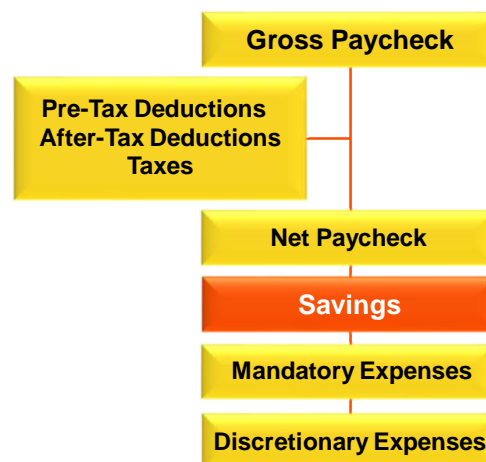 Gross Paycheck
Pre-Tax Deductions
After-Tax Deductions
Taxes
Net Paycheck
Savings
Mandatory Expenses
Discretionary Expenses